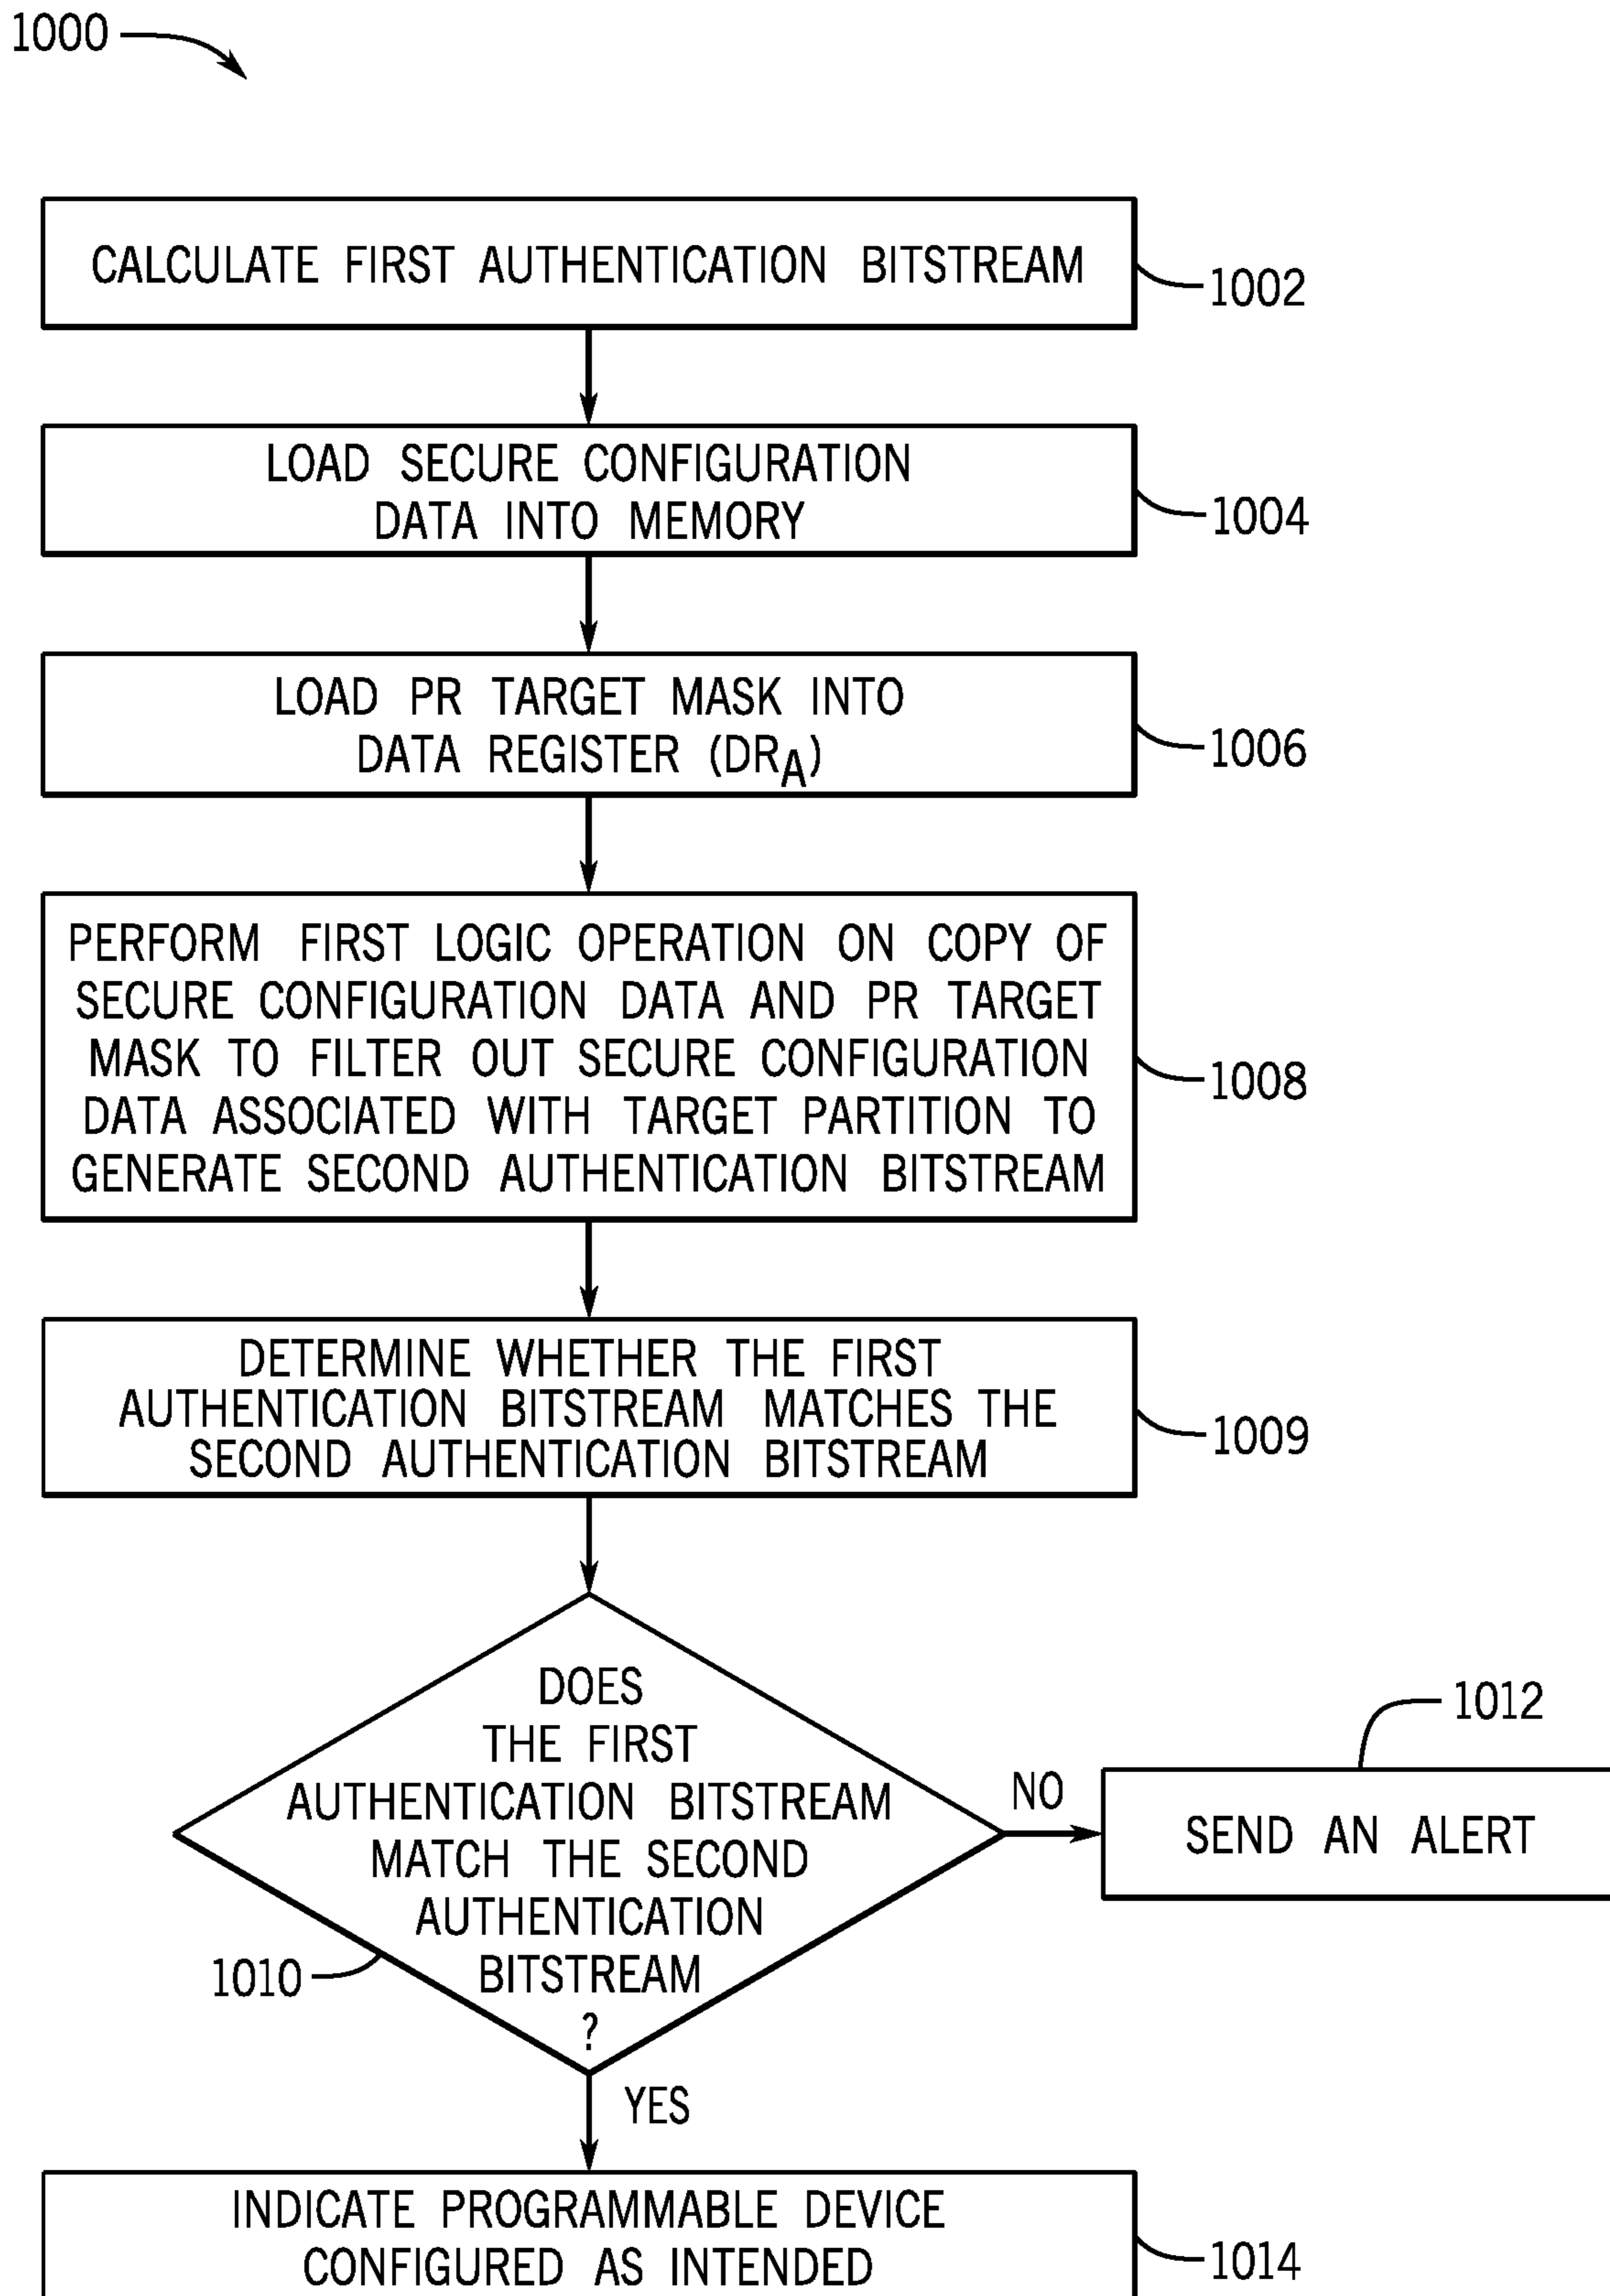 1000
CALCULATE FIRST AUTHENTICATION BITSTREAM
1002
LOAD SECURE CONFIGURATION
DATA INTO MEMORY
1004
LOAD PR TARGET MASK INTO
DATA REGISTER (DRA)
1006
PERFORM FIRST LOGIC OPERATION ON COPY OF
SECURE CONFIGURATION DATA AND PR TARGET
MASK TO FILTER OUT SECURE CONFIGURATION
DATA ASSOCIATED WITH TARGET PARTITION TO
GENERATE SECOND AUTHENTICATION BITSTREAM
1008
DETERMINE WHETHER THE FIRST
AUTHENTICATION BITSTREAM MATCHES THE
SECOND AUTHENTICATION BITSTREAM
1009
DOES
THE FIRST
AUTHENTICATION BITSTREAM
MATCH THE SECOND
AUTHENTICATION
BITSTREAM
?
1010
NO
1012
SEND AN ALERT
YES
INDICATE PROGRAMMABLE DEVICE
CONFIGURED AS INTENDED
1014